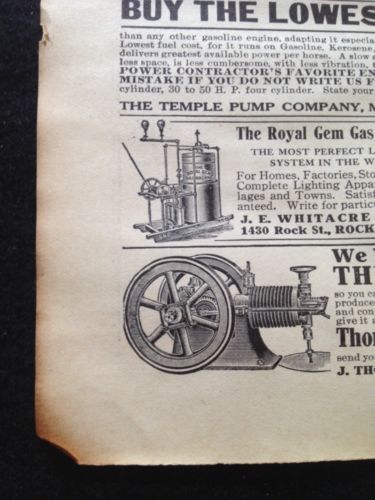 BUY THE LOWES
than any other gasoline engine, adapting it especia
Lowest fuel cost, for it runs on Gasoline, Kerosene,
delivers greatest available power per horse. A slow
less space, is less cumbersome, with less vibration,
POWER CONTRACTOR'S FAVORITE EN
MISTAKE IF YOU DO NOT WRITE US F
cylinder, 30 to 50 H. P. four cylinder. State your
THE TEMPLE PUMP COMPANY, M
The Royal Gem Gas
THE MOST PERFECT L
SYSTEM IN THE W
For Homes, Factories, Sto
Complete Lighting Appa
lages and Towns. Satisf
anteed. Write for partic
J. E. WHITACRE
1430 Rock St., ROCK
We
TH
so you ca
produce
and con
give it a
Tho
send yo
J. TH